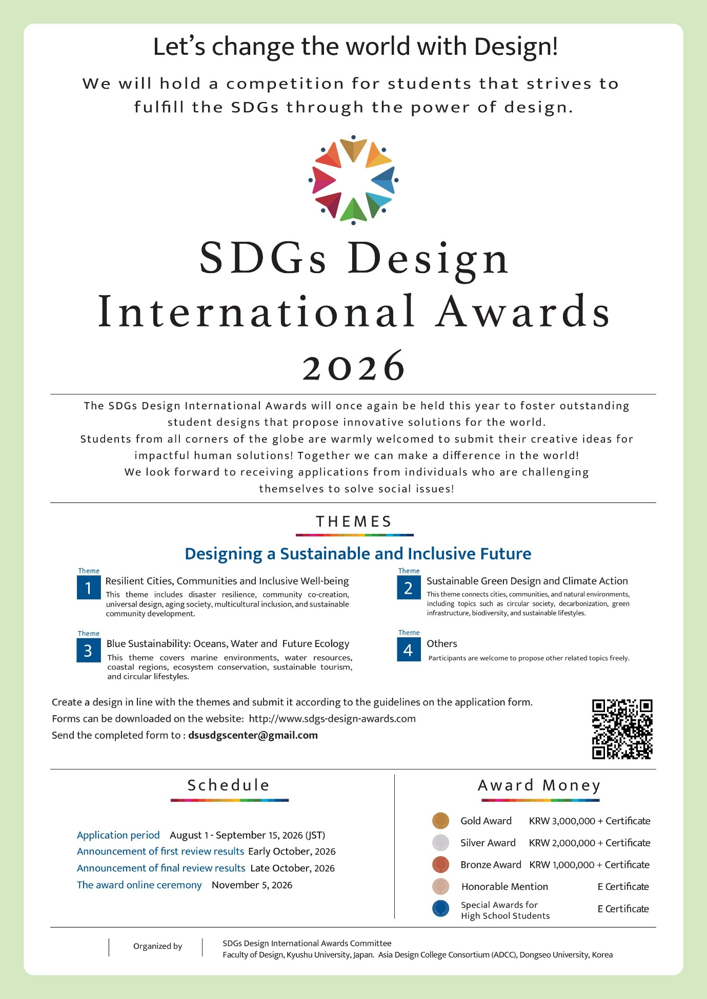 Let's change the world with Design!
We will hold a competition for students that strives to
fulfill the SDGs through the power of design.
SDGs Design
International Awards
2026
The SDGs Design International Awards will once again be held this year to foster outstanding
student designs that propose innovative solutions for the world.
Students from all corners of the globe are warmly welcomed to submit their creative ideas for
impactful human solutions! Together we can make a difference in the world!
We look forward to receiving applications from individuals who are challenging
themselves to solve social issues!
THEMES
Designing a Sustainable and Inclusive Future
Theme
1
Resilient Cities, Communities and Inclusive Well-being
This theme includes disaster resilience, community co-creation,
universal design, aging society, multicultural inclusion, and sustainable
community development.
Theme
2
Sustainable Green Design and Climate Action
This theme connects cities, communities, and natural environments,
including topics such as circular society, decarbonization, green
infrastructure, biodiversity, and sustainable lifestyles.
Theme
3
Blue Sustainability: Oceans, Water and Future Ecology
This theme covers marine environments, water resources,
coastal regions, ecosystem conservation, sustainable tourism,
and circular lifestyles.
Theme
4
Others
Participants are welcome to propose other related topics freely.
Create a design in line with the themes and submit it according to the guidelines on the application form.
Forms can be downloaded on the website: http://www.sdgs-design-awards.com
Send the completed form to : dsusdgscenter@gmail.com
Schedule
Application period August 1 - September 15, 2026 (JST)
Announcement of first review results Early October, 2026
Announcement of final review results Late October, 2026
The award online ceremony November 5, 2026
Award Money
Gold Award KRW 3,000,000 + Certificate
Silver Award KRW 2,000,000 + Certificate
Bronze Award KRW 1,000,000 + Certificate
Honorable Mention E Certificate
Special Awards for
High School Students E Certificate
Organized by
SDGs Design International Awards Committee
Faculty of Design, Kyushu University, Japan. Asia Design College Consortium (ADCC), Dongseo University, Korea